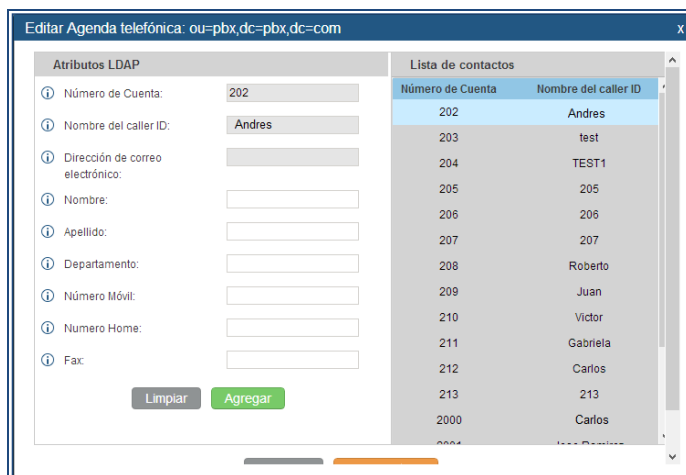 Editar Agenda telefónica: ou=pbx,dc=pbx,dc=com
x
Atributos LDAP
Número de Cuenta:
202
Nombre del caller ID:
Andres
Dirección de correo
electrónico:
Nombre:
Apellido:
Departamento:
Número Móvil:
Numero Home:
Fax:
Limpiar
Agregar
Lista de contactos
Número de Cuenta Nombre del caller ID
202 Andres
203 test
204 TEST1
205 205
206 206
207 207
208 Roberto
209 Juan
210 Victor
211 Gabriela
212 Carlos
213 213
2000 Carlos